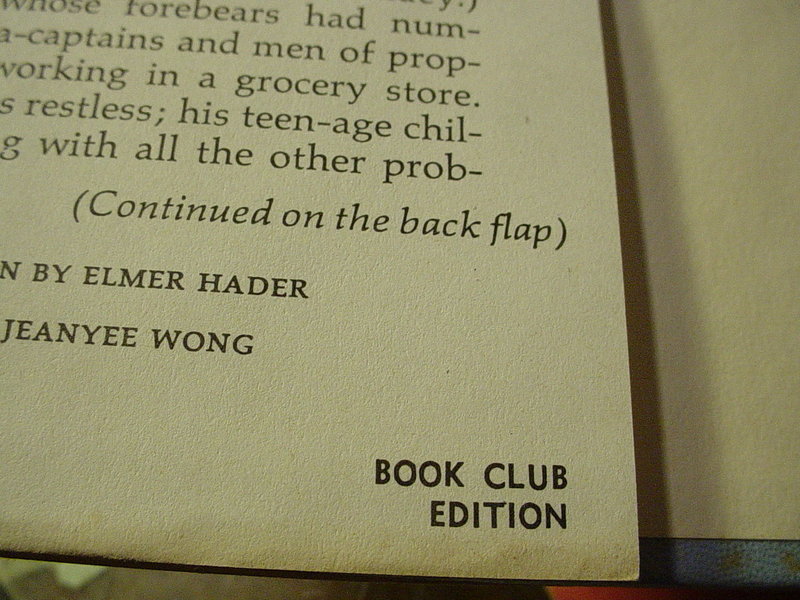 whose forebears had num-
a-captains and men of prop-
working in a grocery store.
s restless; his teen-age chil-
g with all the other prob-
(Continued on the back flap)
N BY ELMER HADER
JEANYEE WONG
BOOK CLUB
EDITION